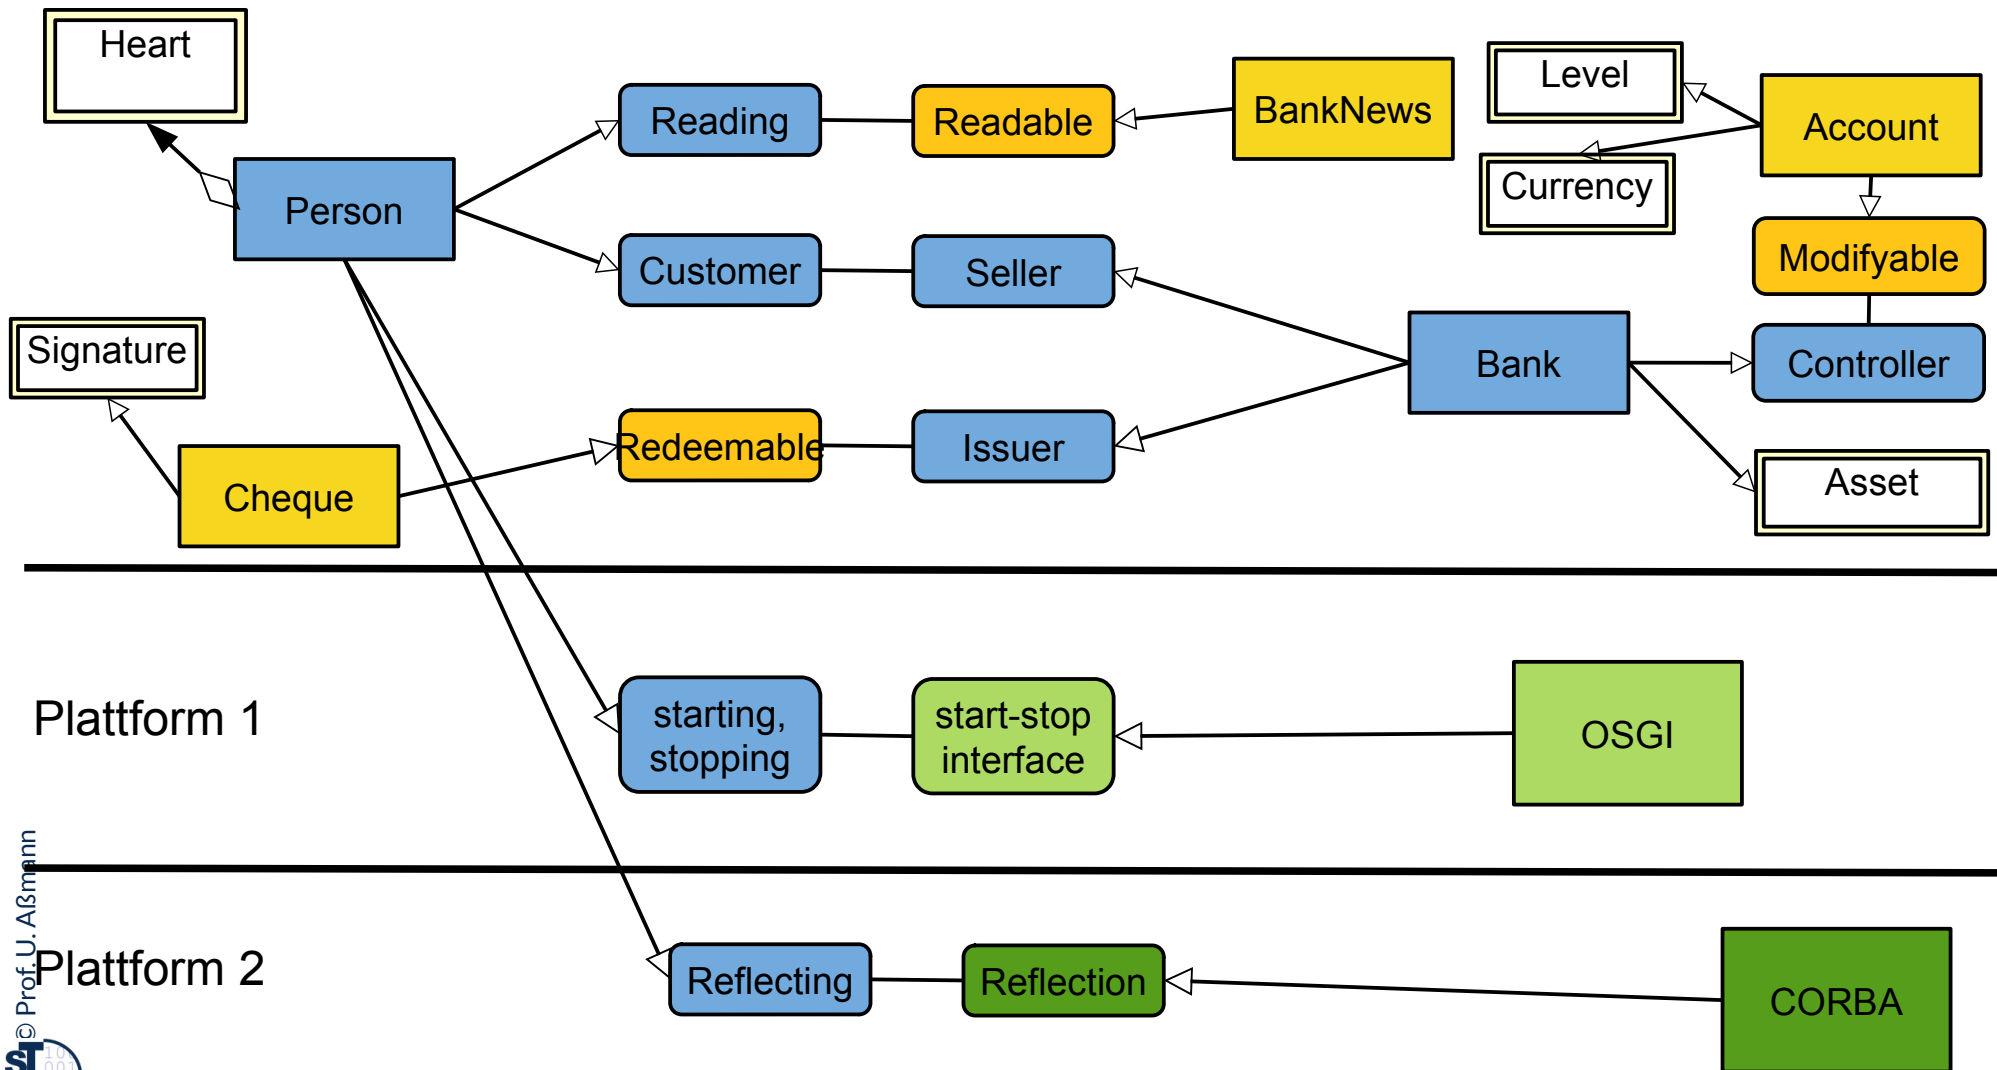 Heart
Level
Reading
Readable
BankNews
Account
Person
Currency
Customer
Seller
Modifyable
Signature
Bank
Controller
Redeemable
Issuer
Cheque
Asset
Plattform 1
starting,
stopping
start-stop
interface
OSGI
Plattform 2
Reflecting
Reflection
CORBA
© Prof. U. Aßmann
ST